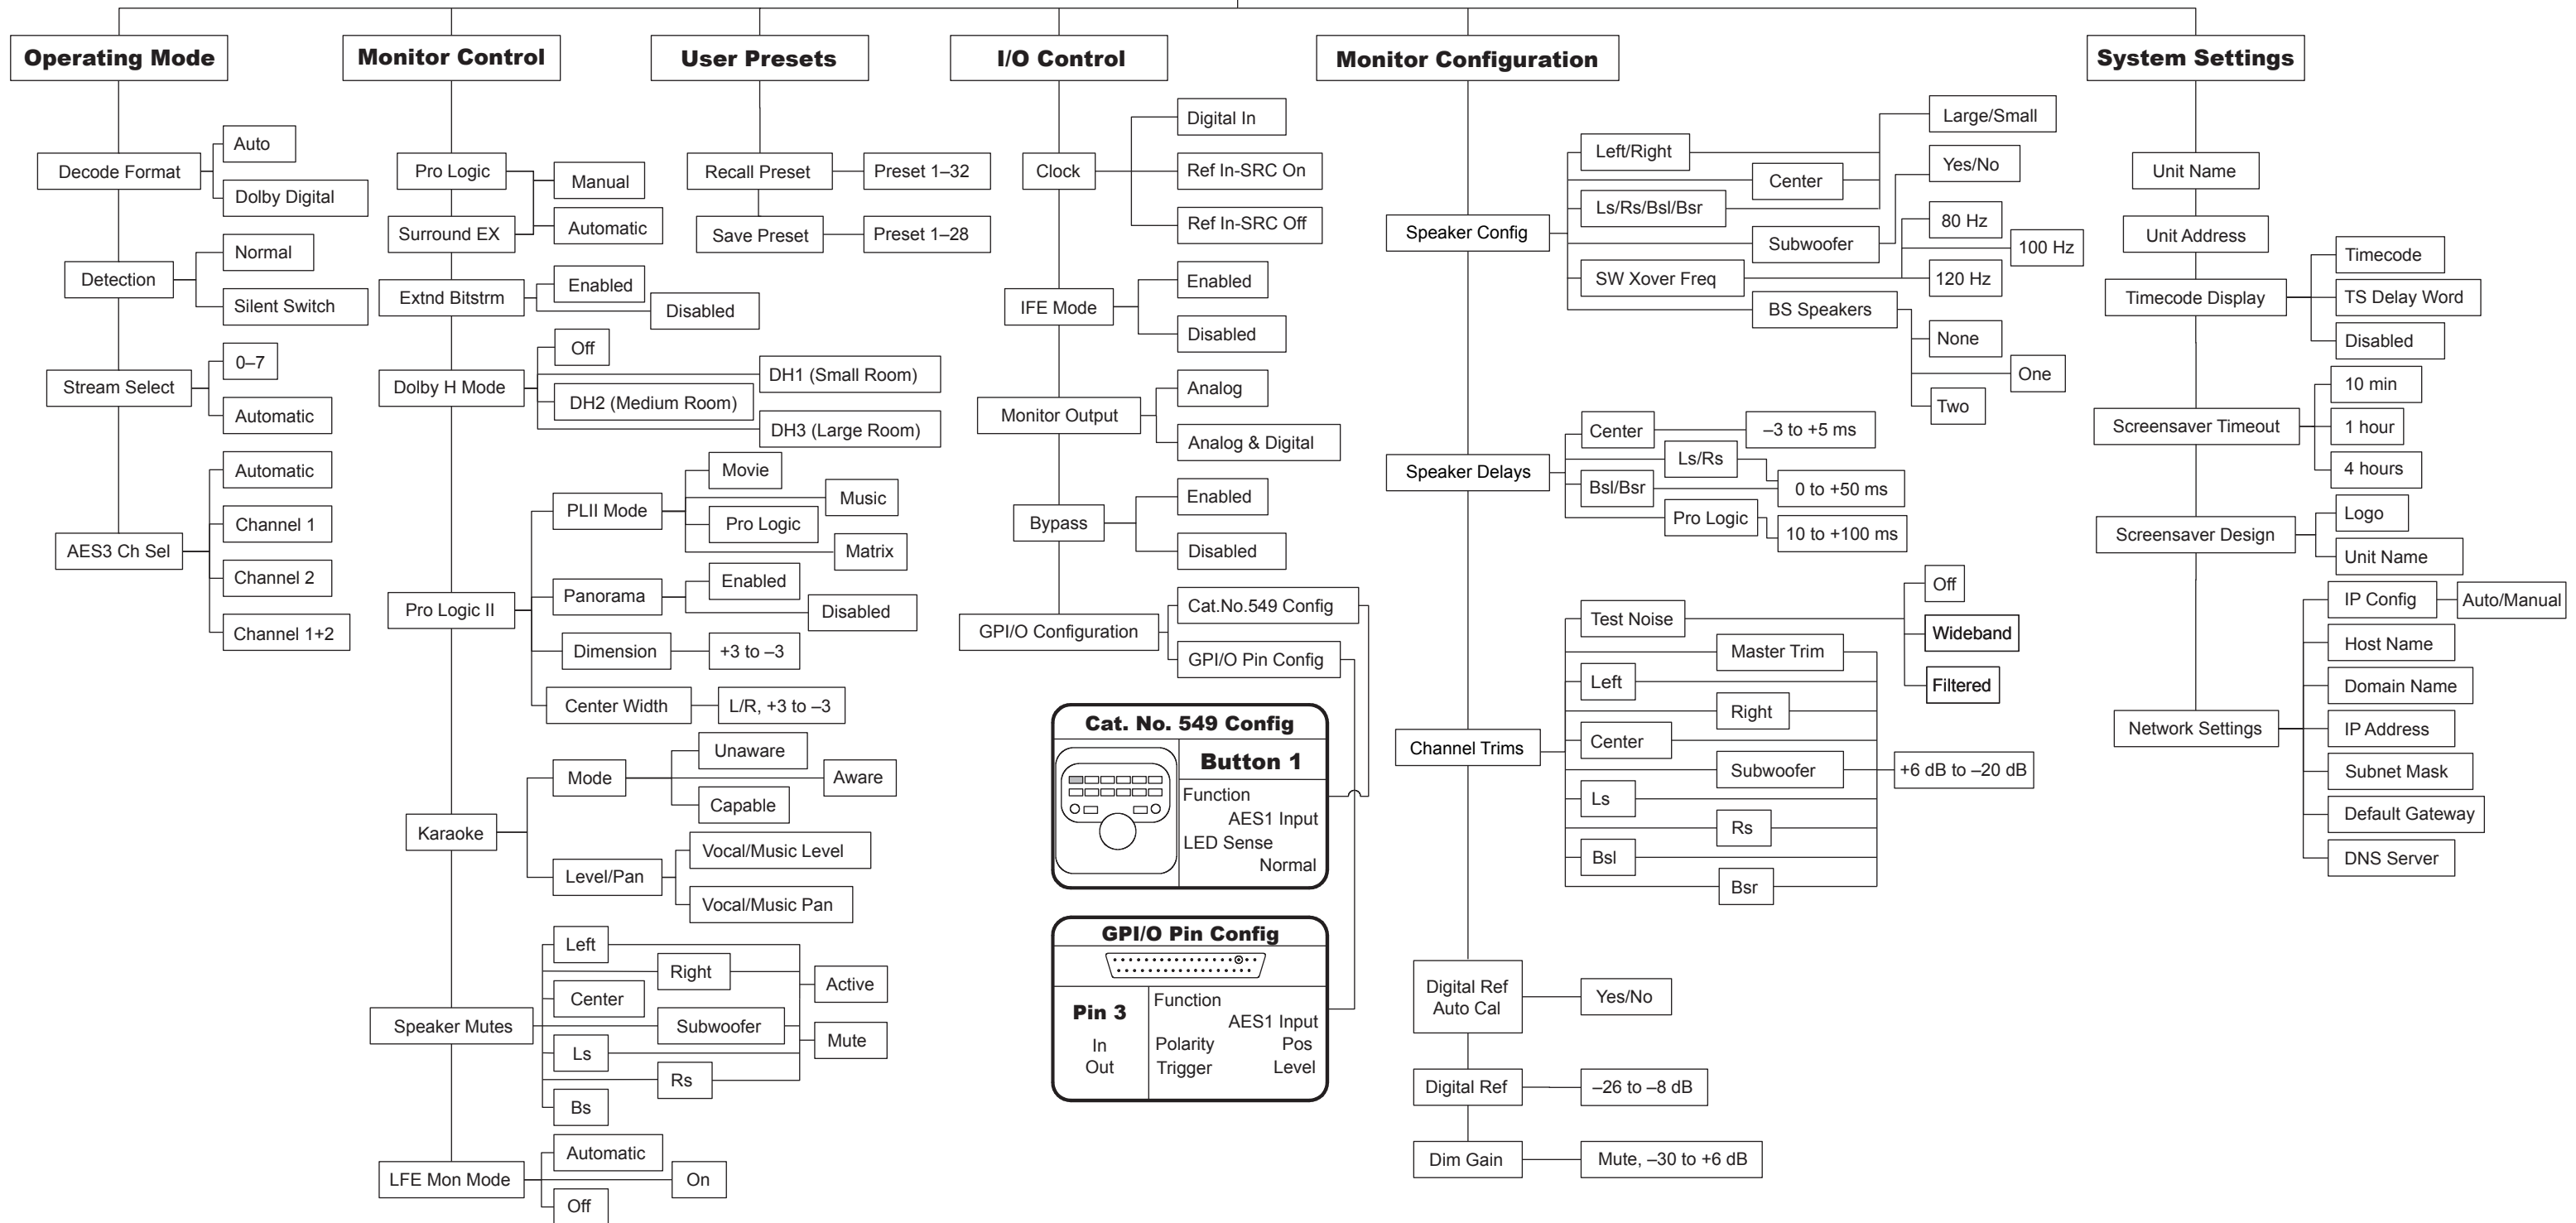 Operating Mode
Decode Format
Auto
Dolby Digital
Detection
Normal
Silent Switch
Stream Select
0–7
Automatic
AES3 Ch Sel
Automatic
Channel 1
Channel 2
Channel 1+2
Monitor Control
Pro Logic
Surround EX
Manual
Automatic
Extnd Bitstrm
Enabled
Disabled
Dolby H Mode
Off
DH1 (Small Room)
DH2 (Medium Room)
DH3 (Large Room)
Pro Logic II
PLII Mode
Movie
Music
Pro Logic
Matrix
Panorama
Enabled
Disabled
Dimension
+3 to –3
Center Width
L/R, +3 to –3
Karaoke
Mode
Unaware
Aware
Capable
Level/Pan
Vocal/Music Level
Vocal/Music Pan
Speaker Mutes
Left
Right
Center
Subwoofer
Ls
Rs
Bs
Active
Mute
LFE Mon Mode
Automatic
On
Off
User Presets
Recall Preset
Preset 1–32
Save Preset
Preset 1–28
I/O Control
Clock
Digital In
Ref In-SRC On
Ref In-SRC Off
IFE Mode
Enabled
Disabled
Monitor Output
Analog
Analog & Digital
Bypass
Enabled
Disabled
GPI/O Configuration
Cat.No.549 Config
GPI/O Pin Config
Cat. No. 549 Config
Button 1
Function
AES1 Input
LED Sense
Normal
GPI/O Pin Config
Pin 3
In
Out
Function
AES1 Input
Polarity Pos
Trigger Level
Monitor Configuration
Speaker Config
Left/Right
Center
Ls/Rs/Bsl/Bsr
Large/Small
Subwoofer
Yes/No
SW Xover Freq
80 Hz
100 Hz
120 Hz
BS Speakers
None
One
Two
Speaker Delays
Center
–3 to +5 ms
Ls/Rs
Bsl/Bsr
0 to +50 ms
Pro Logic
10 to +100 ms
Channel Trims
Test Noise
Off
Wideband
Filtered
Master Trim
Left
Right
Center
Subwoofer
Ls
Rs
Bsl
Bsr
+6 dB to –20 dB
Digital Ref
Auto Cal
Yes/No
Digital Ref
–26 to –8 dB
Dim Gain
Mute, –30 to +6 dB
System Settings
Unit Name
Unit Address
Timecode Display
Timecode
TS Delay Word
Disabled
Screensaver Timeout
10 min
1 hour
4 hours
Screensaver Design
Logo
Unit Name
Network Settings
IP Config
Auto/Manual
Host Name
Domain Name
IP Address
Subnet Mask
Default Gateway
DNS Server